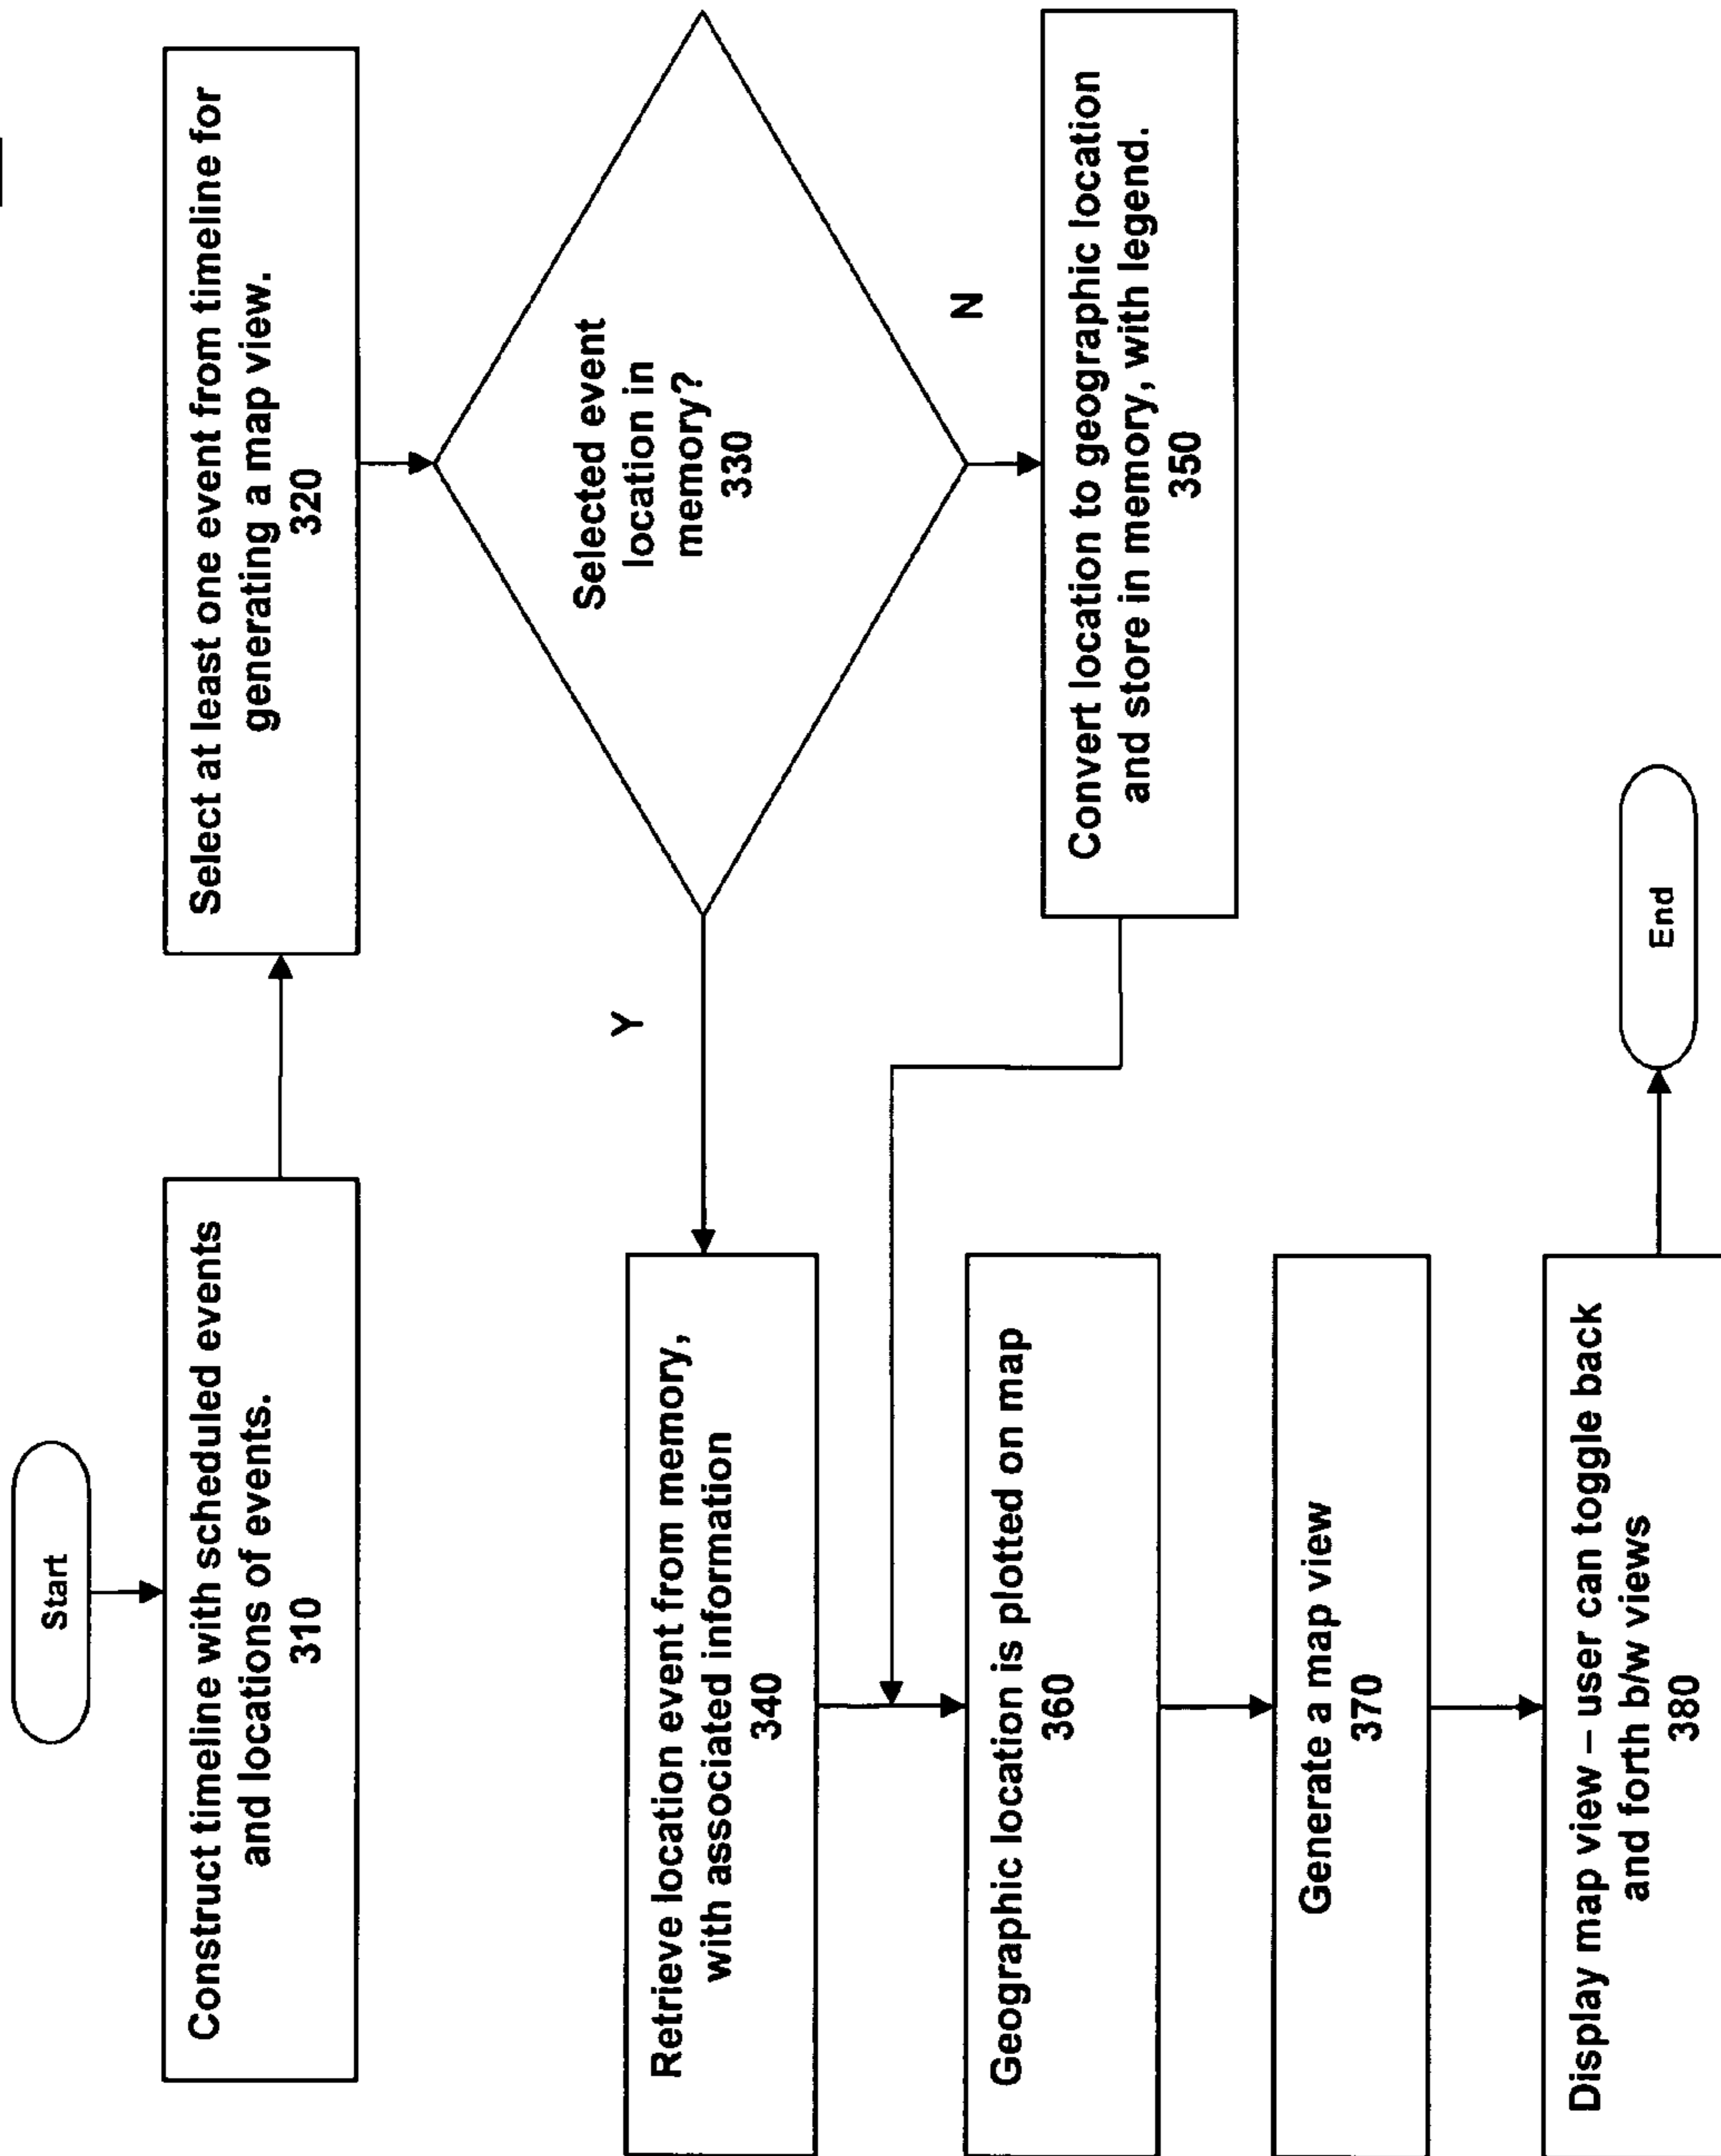 Start
Construct timeline with scheduled events
and locations of events.
310
Select at least one event from timeline for
generating a map view.
320
Selected event
location in
memory?
330
Y
N
Retrieve location event from memory,
with associated information
340
Convert location to geographic location
and store in memory, with legend.
350
Geographic location is plotted on map
360
Generate a map view
370
Display map view – user can toggle back
and forth b/w views
380
End